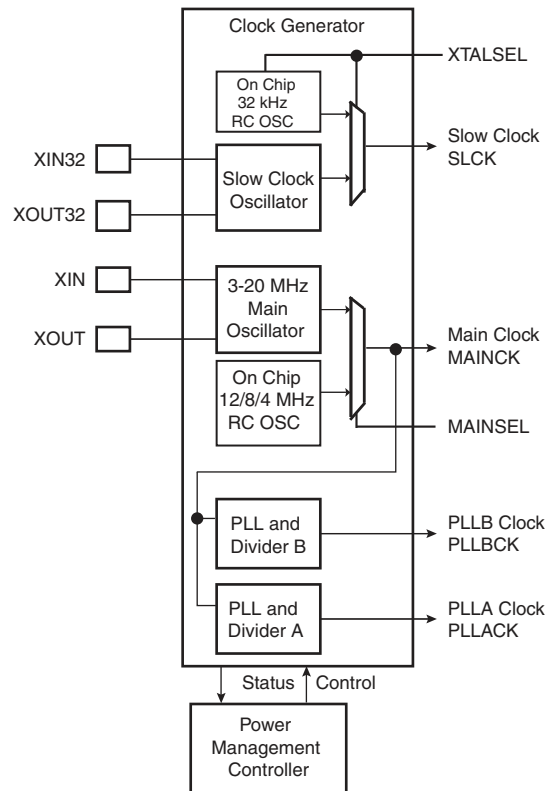 Clock Generator
XTALSEL
On Chip
32 kHz
RC OSC
Slow Clock
SLCK
XIN32
Slow Clock
Oscillator
XOUT32
XIN
3-20 MHz
Main
Oscillator
XOUT
Main Clock
MAINCK
On Chip
12/8/4 MHz
RC OSC
MAINSEL
PLL and
Divider B
PLLB Clock
PLLBCK
PLL and
Divider A
PLLA Clock
PLLACK
Status
Control
Power
Management
Controller